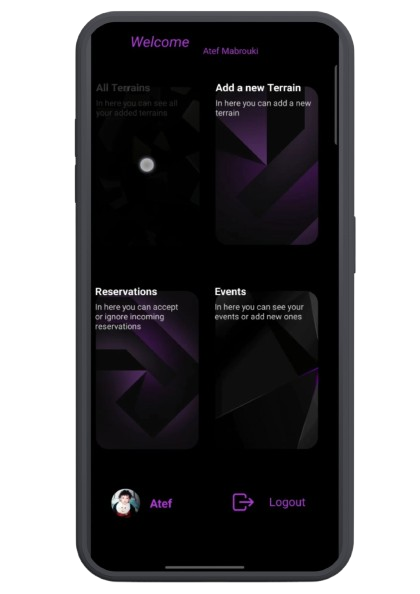 Welcome
Atef Mabrouki
All Terrains
In here you can see all
your added terrains
Add a new Terrain
In here you can add a new
terrain
Reservations
In here you can accept
or ignore incoming
reservations
Events
In here you can see your
events or add new ones
Atef
Logout